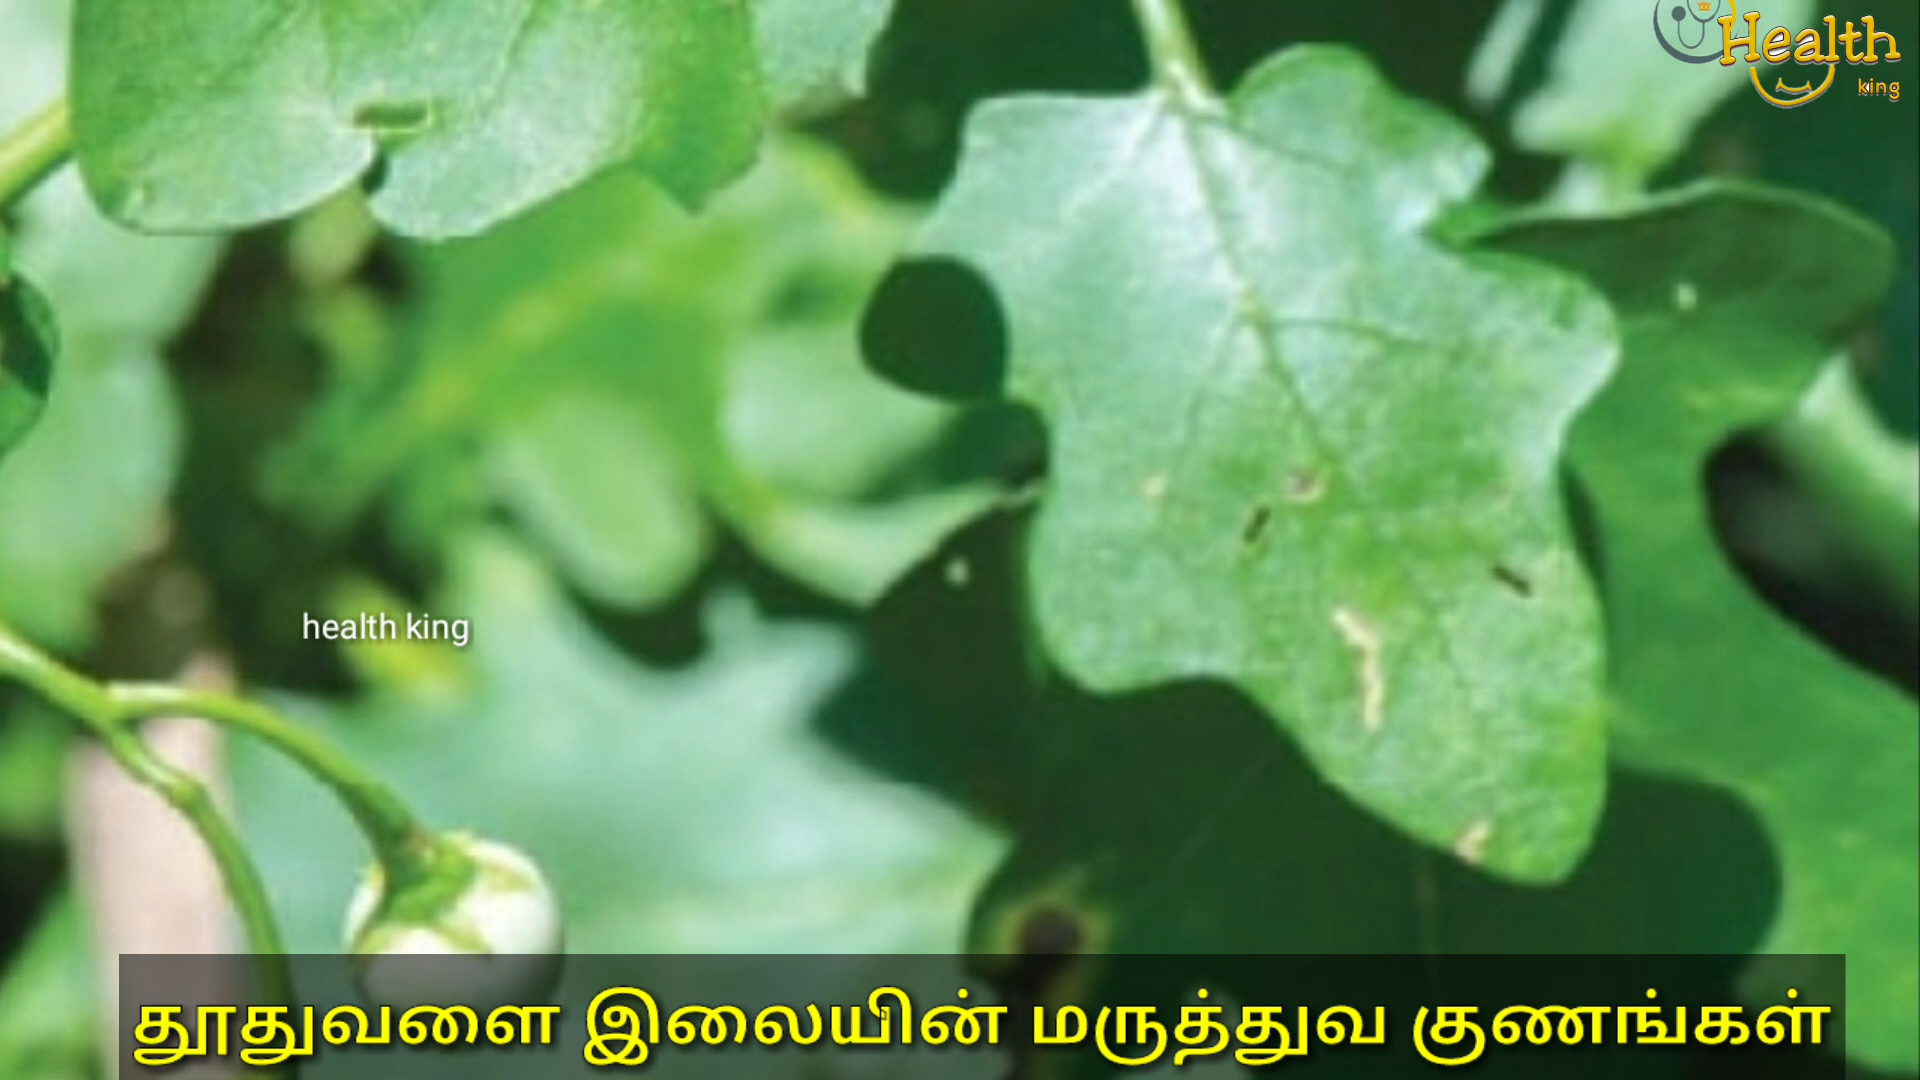 Health
king
health king
தூதுவளை இலையின் மருத்துவ குணங்கள்